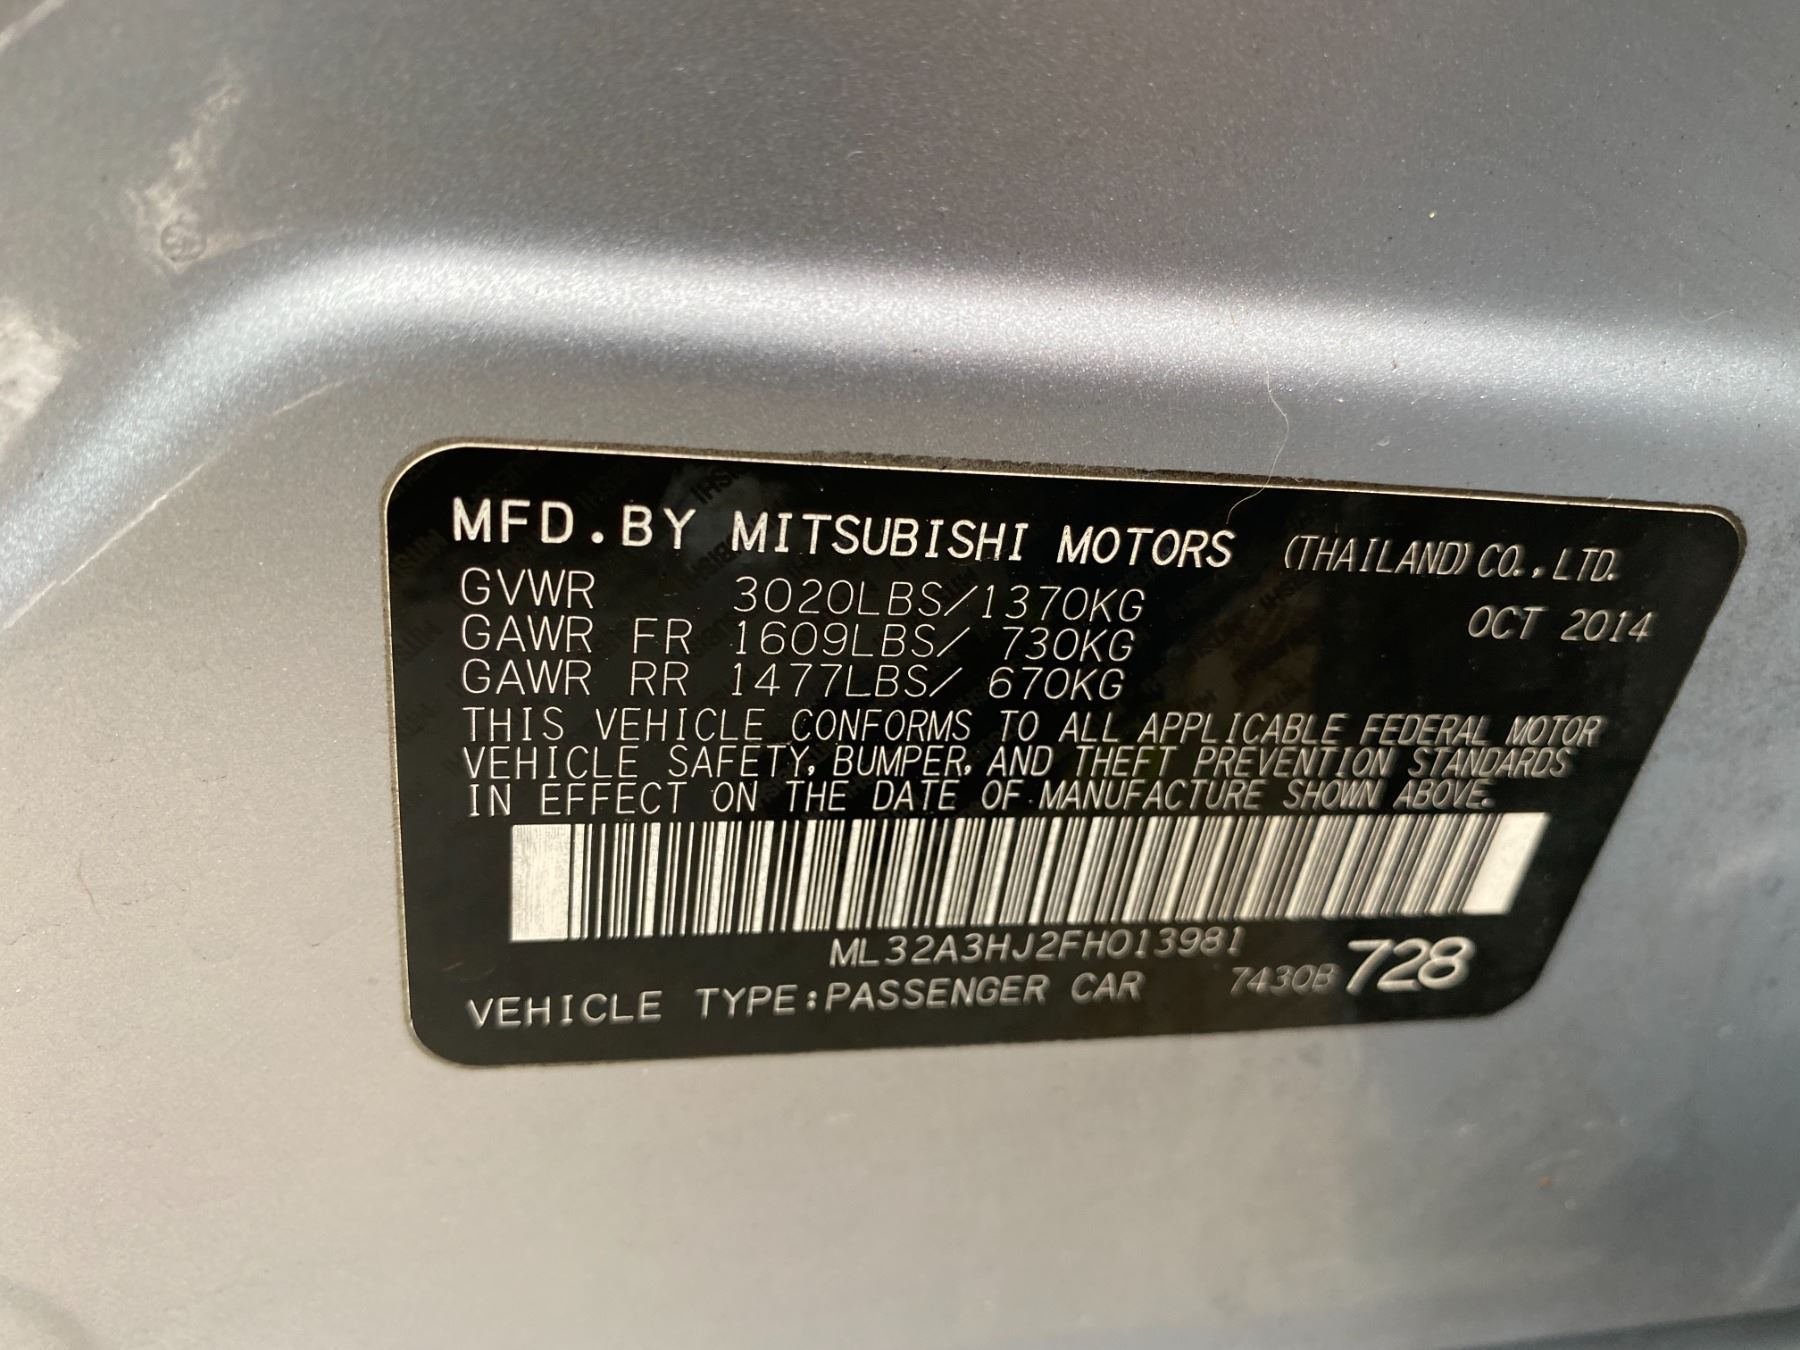 MFD.BY MITSUBISHI MOTORS (THAILAND) CO., LTD.
GVWR 3020LBS/1370KG OCT 2014
GAWR FR 1609LBS/ 730KG
GAWR RR 1477LBS/ 670KG
THIS VEHICLE CONFORMS TO ALL APPLICABLE FEDERAL MOTOR
VEHICLE SAFETY, BUMPER, AND THEFT PREVENTION STANDARDS
IN EFFECT ON THE DATE OF MANUFACTURE SHOWN ABOVE.
ML32A3HJ2FH013981
VEHICLE TYPE:PASSENGER CAR 7430B 728